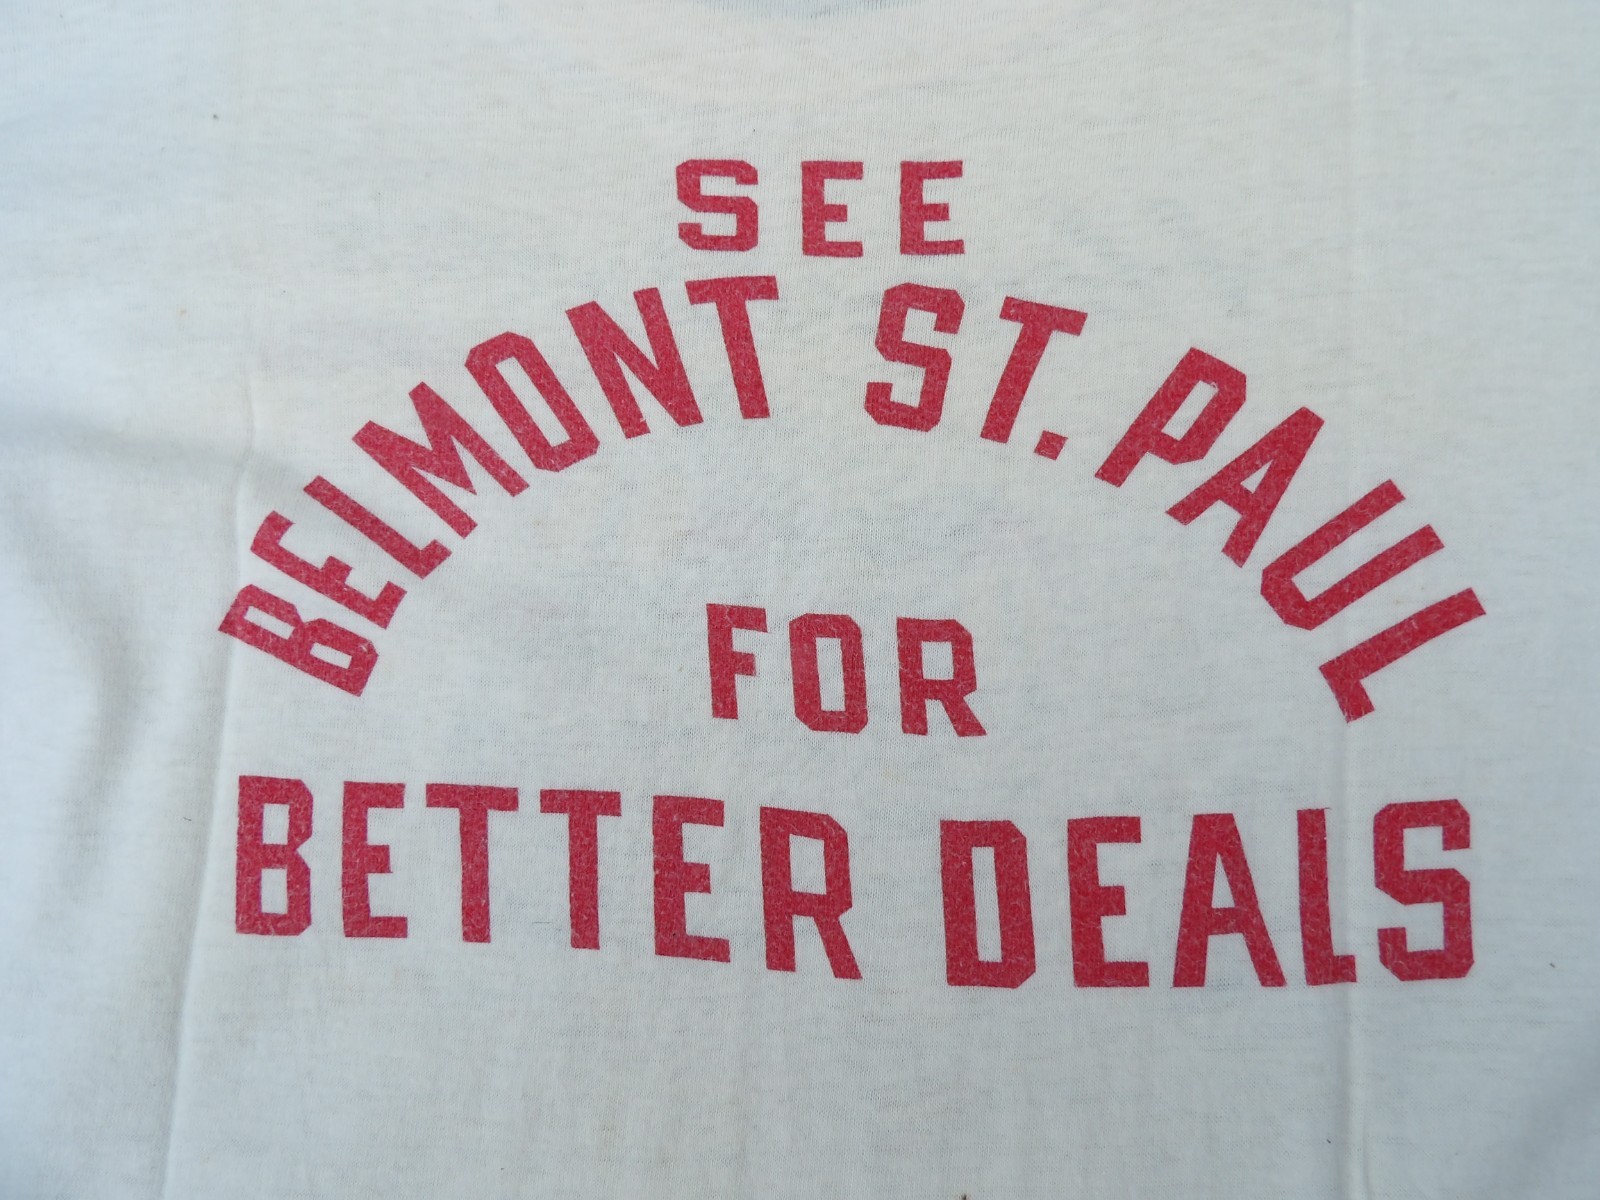 SEE
BELMONT ST. PAUL
FOR
BETTER DEALS